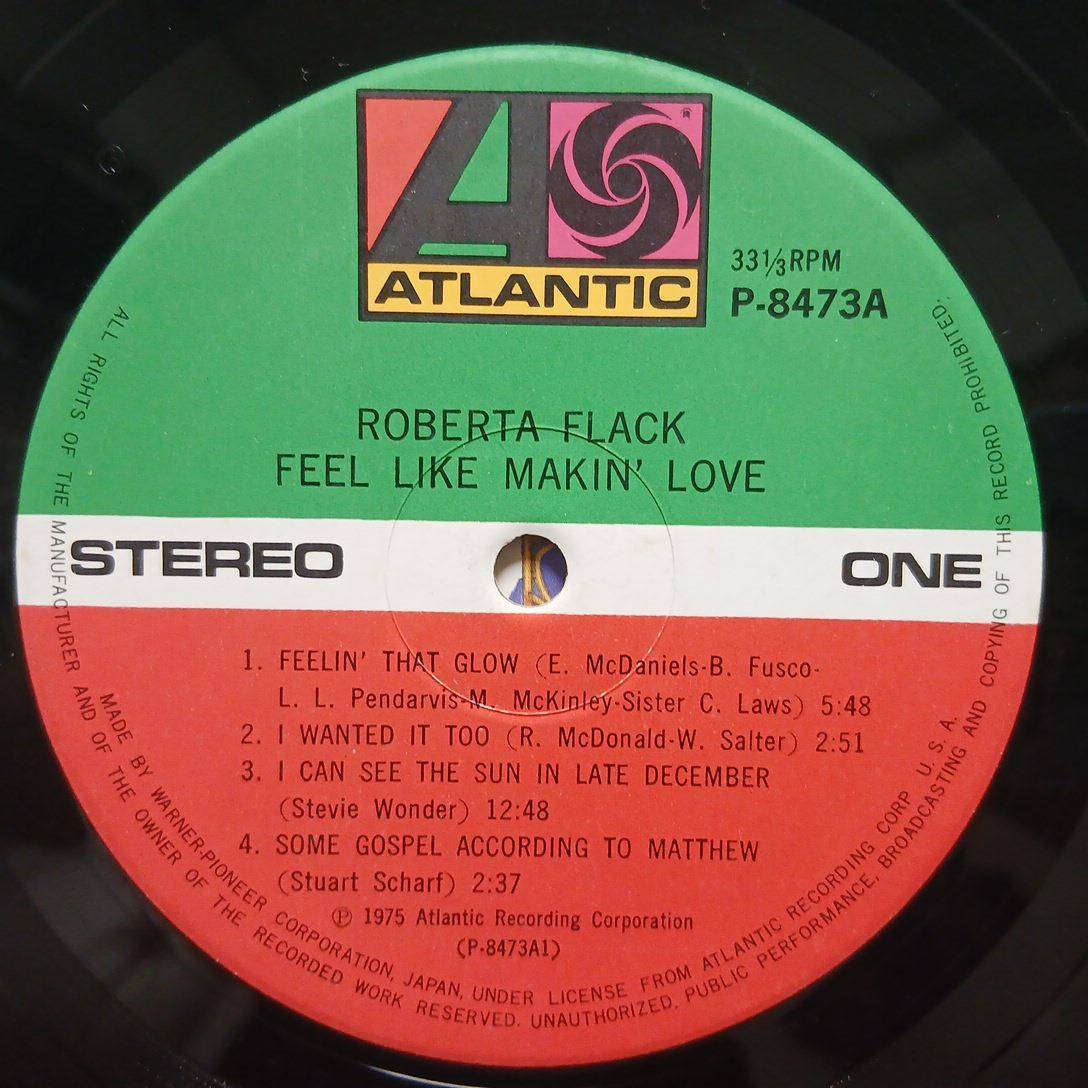 ATLANTIC
33⅓RPM
P-8473A
ROBERTA FLACK
FEEL LIKE MAKIN' LOVE
STEREO
ONE
1. FEELIN' THAT GLOW (E. McDaniels-B. Fusco-
L. L. Pendarvis-M. McKinley-Sister C. Laws) 5:48
2. I WANTED IT TOO (R. McDonald-W. Salter) 2:51
3. I CAN SEE THE SUN IN LATE DECEMBER
(Stevie Wonder) 12:48
4. SOME GOSPEL ACCORDING TO MATTHEW
(Stuart Scharf) 2:37
℗ 1975 Atlantic Recording Corporation
(P-8473A1)
MADE BY WARNER-PIONEER CORPORATION, JAPAN, UNDER LICENSE FROM ATLANTIC RECORDING CORP U. S. A.
ALL RIGHTS OF THE MANUFACTURER AND OF THE OWNER OF THE RECORDED WORK RESERVED. UNAUTHORIZED. PUBLIC PERFORMANCE, BROADCASTING AND COPYING OF THIS RECORD PROHIBITED.